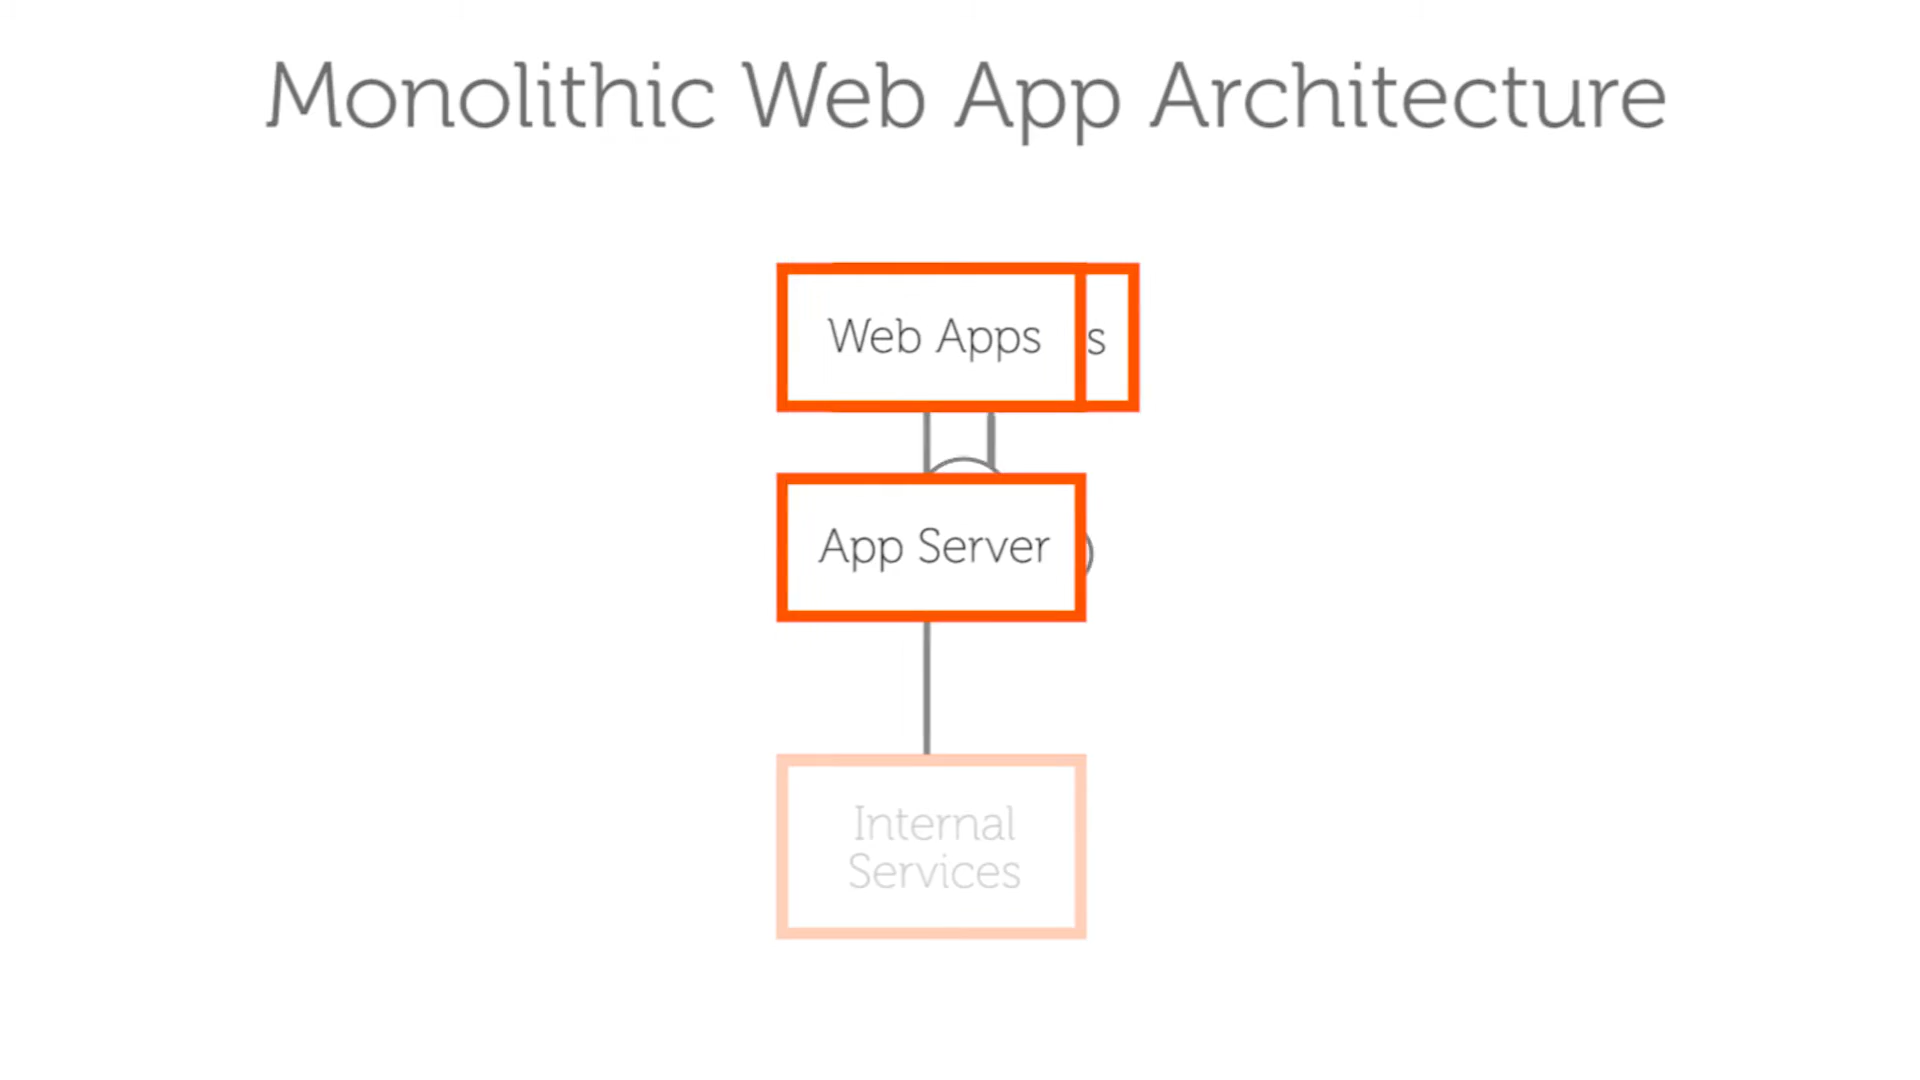 Monolithic Web App Architecture
Web Apps s
App Server
Internal
Services